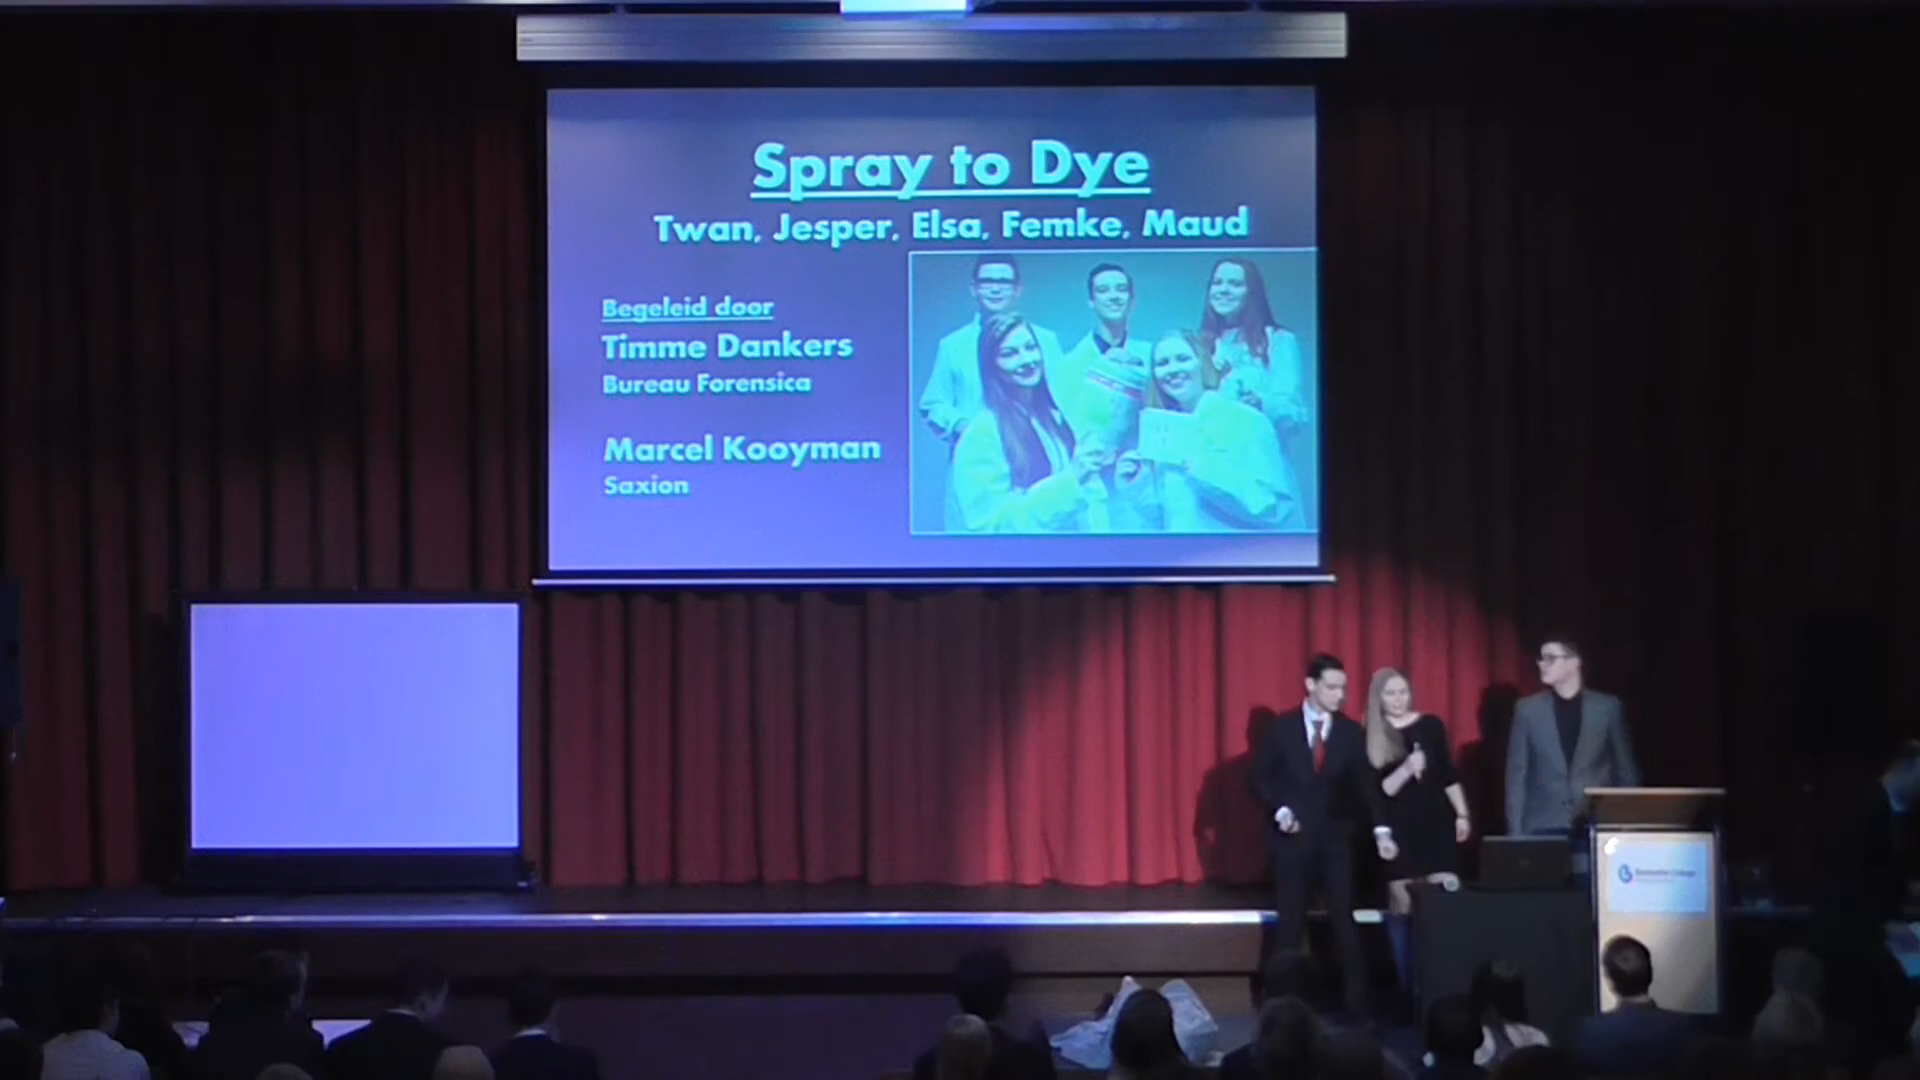 Spray to Dye
Twan, Jesper, Elsa, Femke, Maud
Begeleid door
Timme Dankers
Bureau Forensica
Marcel Kooyman
Saxion